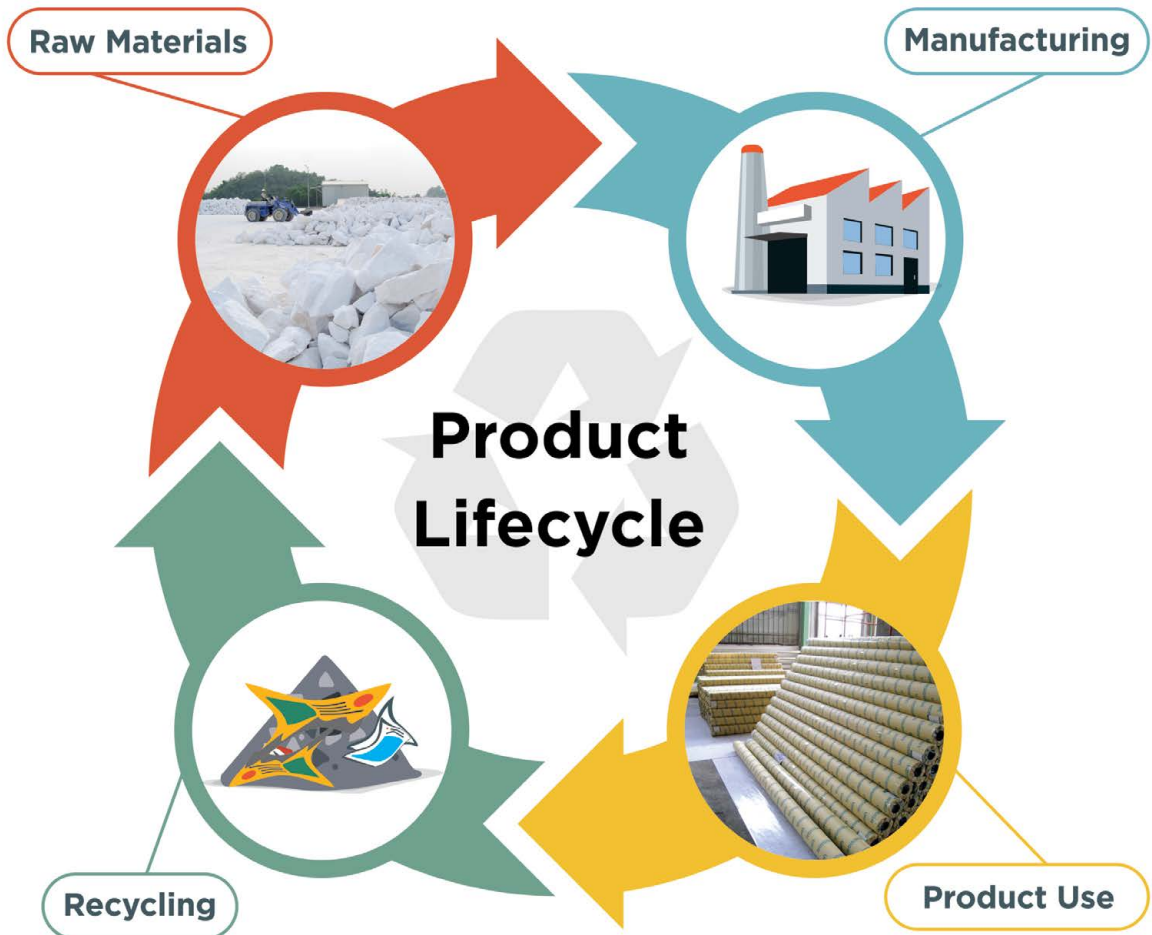 Raw Materials
Manufacturing
Product
Lifecycle
Recycling
Product Use